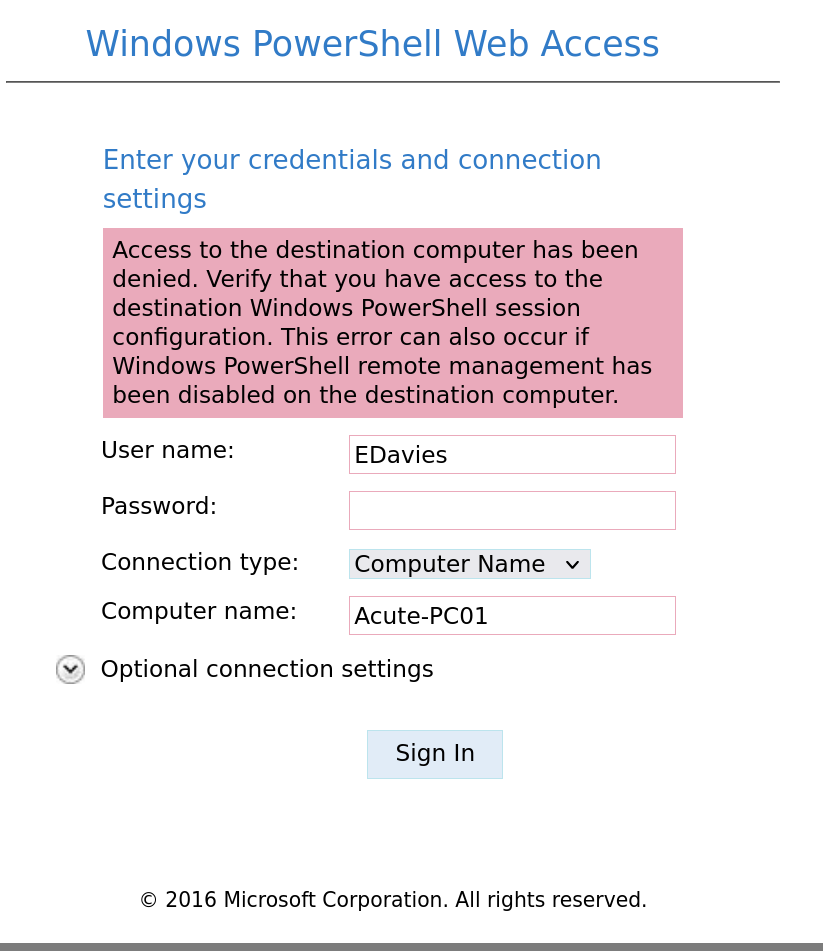 Windows PowerShell Web Access
Enter your credentials and connection
settings
Access to the destination computer has been
denied. Verify that you have access to the
destination Windows PowerShell session
configuration. This error can also occur if
Windows PowerShell remote management has
been disabled on the destination computer.
User name: EDavies
Password:
Connection type: Computer Name
Computer name: Acute-PC01
Optional connection settings
Sign In
© 2016 Microsoft Corporation. All rights reserved.